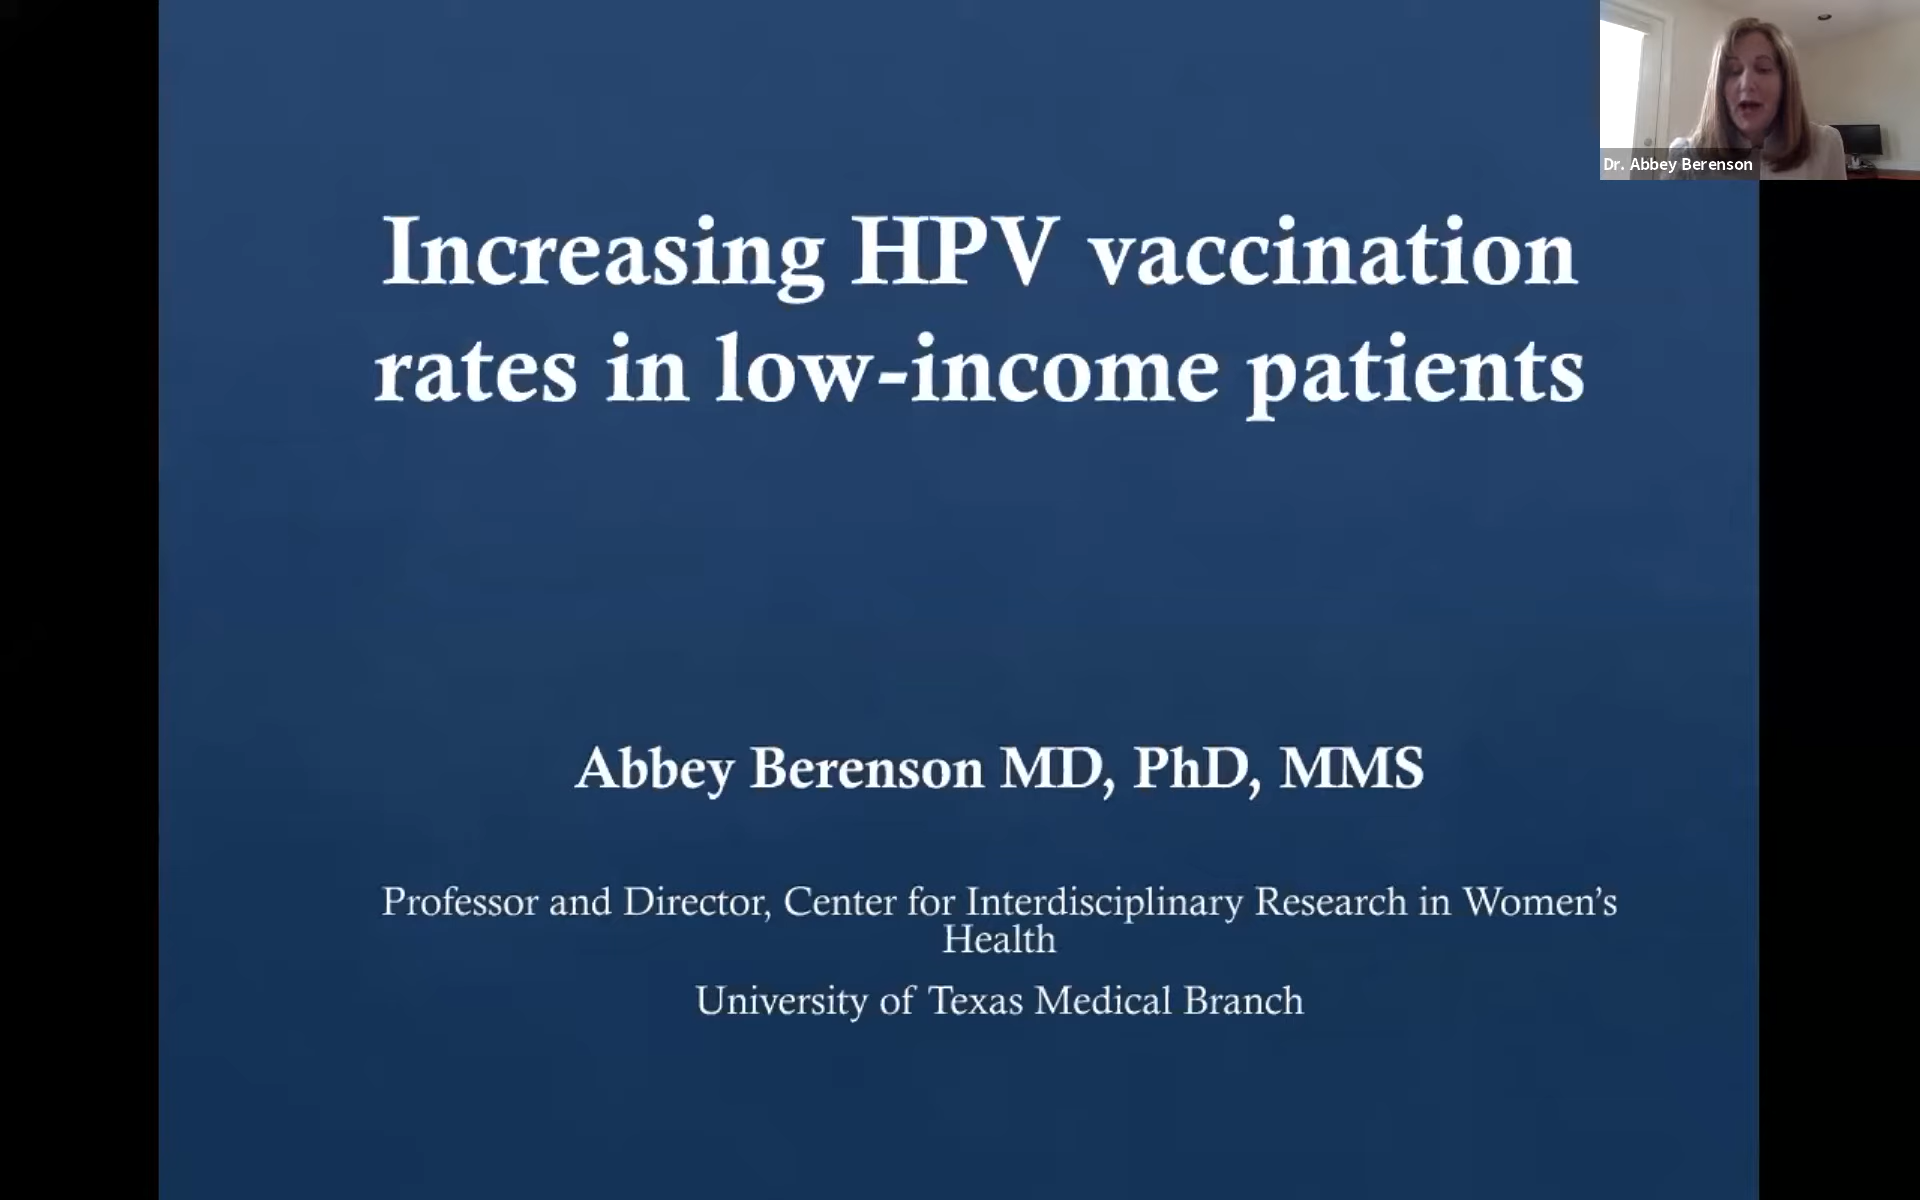 Dr. Abbey Berenson
Increasing HPV vaccination
rates in low-income patients
Abbey Berenson MD, PhD, MMS
Professor and Director, Center for Interdisciplinary Research in Women’s
Health
University of Texas Medical Branch